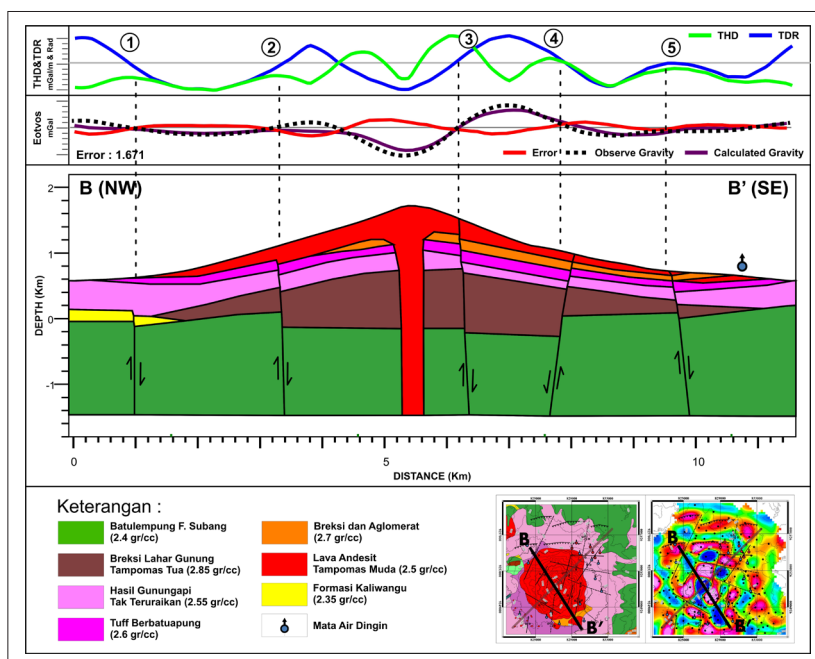 THD&TDR
mGal/m & Rad
1
2
3
4
5
THD
TDR
Eotvos
mGal
Error : 1.671
Error
Observe Gravity
Calculated Gravity
B (NW)
B' (SE)
2
1
0
-1
DEPTH (Km)
0
5
10
DISTANCE (Km)
Keterangan :
Batulempung F. Subang
(2.4 gr/cc)
Breksi Lahar Gunung
Tampomas Tua (2.85 gr/cc)
Hasil Gunungapi
Tak Teruraikan (2.55 gr/cc)
Tuff Berbatuapung
(2.6 gr/cc)
Breksi dan Aglomerat
(2.7 gr/cc)
Lava Andesit
Tampomas Muda (2.5 gr/cc)
Formasi Kaliwangu
(2.35 gr/cc)
Mata Air Dingin
B
B'
B
B'